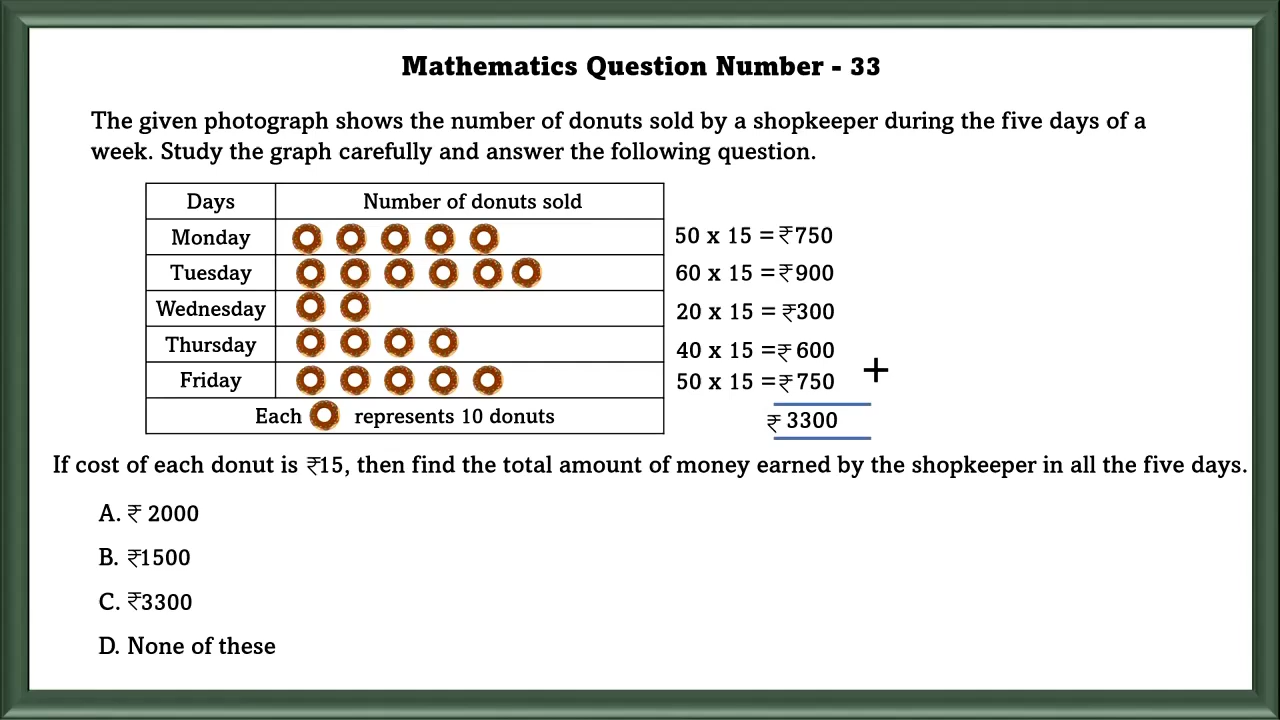 Mathematics Question Number - 33
The given photograph shows the number of donuts sold by a shopkeeper during the five days of a
week. Study the graph carefully and answer the following question.
Days Number of donuts sold
Monday 50 x 15 = ₹750
Tuesday 60 x 15 = ₹900
Wednesday 20 x 15 = ₹300
Thursday 40 x 15 =₹ 600
Friday 50 x 15 =₹ 750 +
Each represents 10 donuts ₹ 3300
If cost of each donut is ₹15, then find the total amount of money earned by the shopkeeper in all the five days.
A. ₹ 2000
B. ₹1500
C. ₹3300
D. None of these